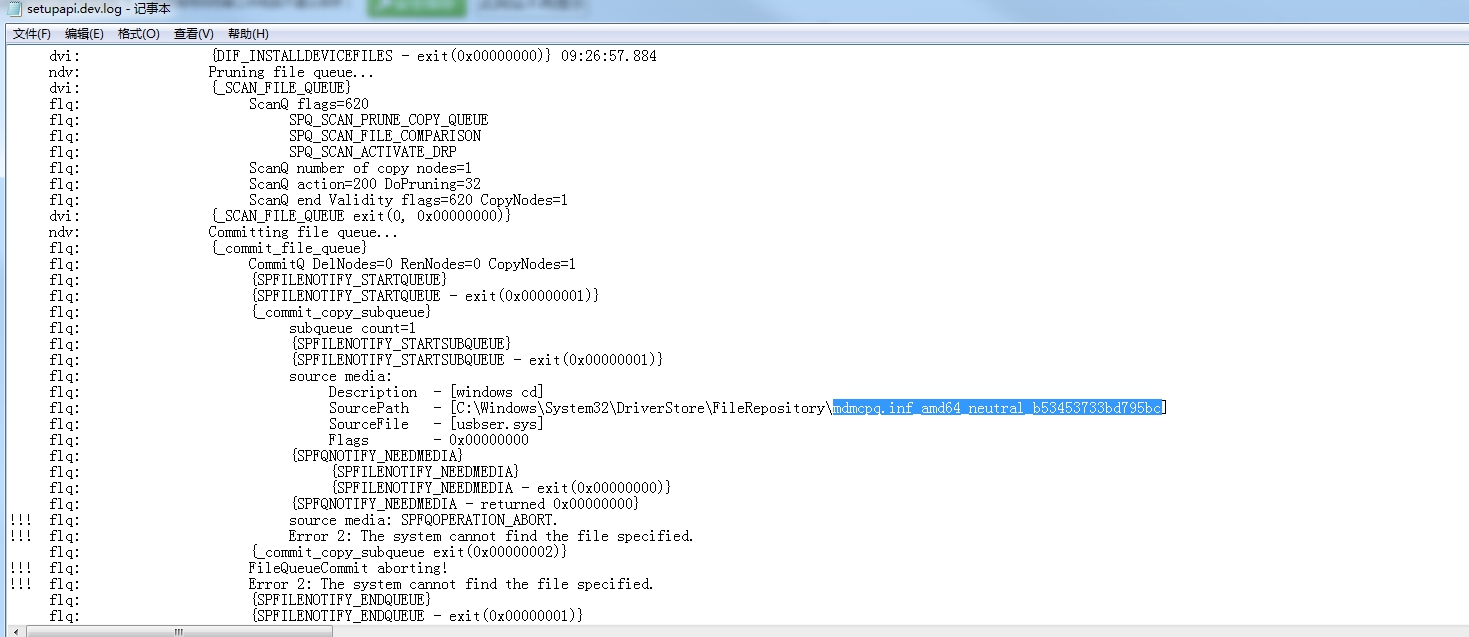 setupapi.dev.log - 记事本
文件(F) 编辑(E) 格式(O) 查看(V) 帮助(H)
dvi: {DIF_INSTALLDEVICEFILES - exit(0x00000000)} 09:26:57.884
ndv: Pruning file queue...
dvi: {_SCAN_FILE_QUEUE}
flq: ScanQ flags=620
flq: SPQ_SCAN_PRUNE_COPY_QUEUE
flq: SPQ_SCAN_FILE_COMPARISON
flq: SPQ_SCAN_ACTIVATE_DRP
flq: ScanQ number of copy nodes=1
flq: ScanQ action=200 DoPruning=32
flq: ScanQ end Validity flags=620 CopyNodes=1
dvi: {_SCAN_FILE_QUEUE exit(0, 0x00000000)}
ndv: Committing file queue...
flq: {_commit_file_queue}
flq: CommitQ DelNodes=0 RenNodes=0 CopyNodes=1
flq: {SPFILENOTIFY_STARTQUEUE}
flq: {SPFILENOTIFY_STARTQUEUE - exit(0x00000001)}
flq: {_commit_copy_subqueue}
flq: subqueue count=1
flq: {SPFILENOTIFY_STARTSUBQUEUE}
flq: {SPFILENOTIFY_STARTSUBQUEUE - exit(0x00000001)}
flq: source media:
flq: Description - [windows cd]
flq: SourcePath - [C:\Windows\System32\DriverStore\FileRepository\mdmcpq.inf_amd64_neutral_b53453733bd795bc]
flq: SourceFile - [usbser.sys]
flq: Flags - 0x00000000
flq: {SPFQNOTIFY_NEEDMEDIA}
flq: {SPFILENOTIFY_NEEDMEDIA}
flq: {SPFILENOTIFY_NEEDMEDIA - exit(0x00000000)}
flq: {SPFQNOTIFY_NEEDMEDIA - returned 0x00000000}
!!! flq: source media: SPFQOPERATION_ABORT.
!!! flq: Error 2: The system cannot find the file specified.
flq: {_commit_copy_subqueue exit(0x00000002)}
!!! flq: FileQueueCommit aborting!
!!! flq: Error 2: The system cannot find the file specified.
flq: {SPFILENOTIFY_ENDQUEUE}
flq: {SPFILENOTIFY_ENDQUEUE - exit(0x00000001)}